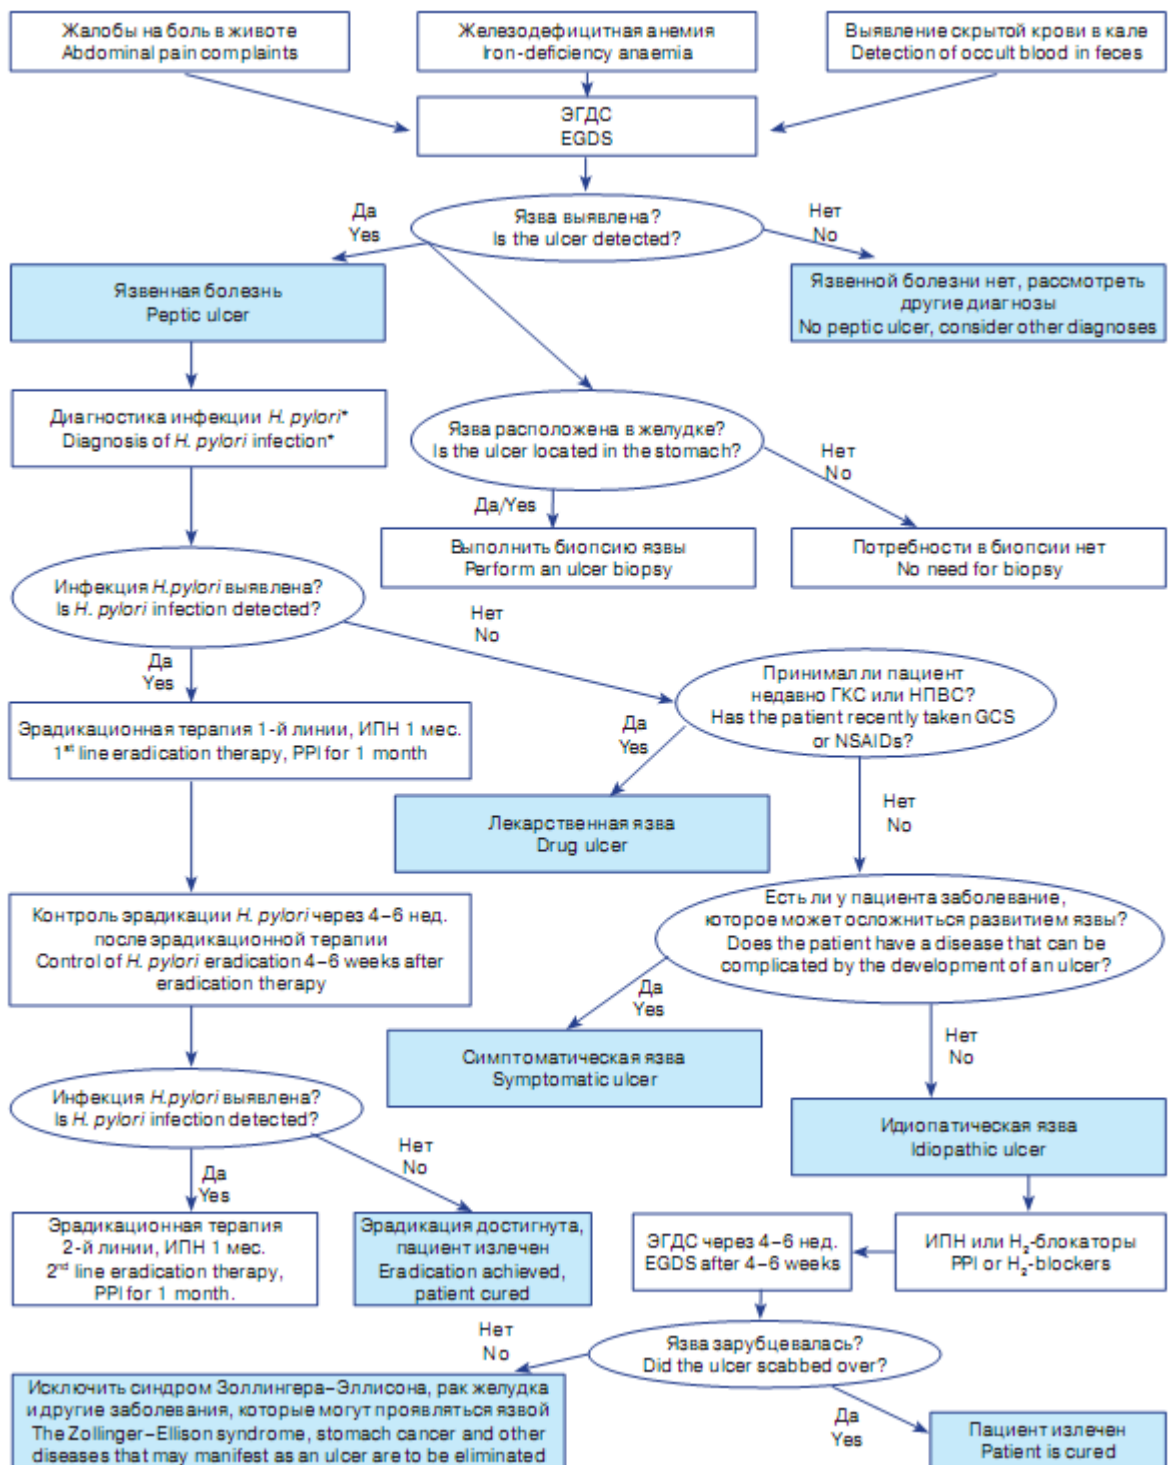 Жалобы на боль в животе
Abdominal pain complaints
Железодефицитная анемия
Iron-deficiency anaemia
Выявление скрытой крови в кале
Detection of occult blood in feces
ЭГДС
EGDS
Да
Yes
Язва выявлена?
Is the ulcer detected?
Нет
No
Язвенная болезнь
Peptic ulcer
Язвенной болезни нет, рассмотреть
другие диагнозы
No peptic ulcer, consider other diagnoses
Диагностика инфекции H. pylori*
Diagnosis of H. pylori infection*
Язва расположена в желудке?
Is the ulcer located in the stomach?
Нет
No
Да/Yes
Выполнить биопсию язвы
Perform an ulcer biopsy
Потребности в биопсии нет
No need for biopsy
Инфекция H.pylori выявлена?
Is H. pylori infection detected?
Нет
No
Да
Yes
Принимал ли пациент
недавно ГКС или НПВС?
Has the patient recently taken GCS
or NSAIDs?
Эрадикационная терапия 1-й линии, ИПН 1 мес.
1st line eradication therapy, PPI for 1 month
Да
Yes
Нет
No
Лекарственная язва
Drug ulcer
Контроль эрадикации H. pylori через 4–6 нед.
после эрадикационной терапии
Control of H. pylori eradication 4–6 weeks after
eradication therapy
Есть ли у пациента заболевание,
которое может осложниться развитием язвы?
Does the patient have a disease that can be
complicated by the development of an ulcer?
Да
Yes
Нет
No
Симптоматическая язва
Symptomatic ulcer
Инфекция H.pylori выявлена?
Is H. pylori infection detected?
Нет
No
Да
Yes
Идиопатическая язва
Idiopathic ulcer
Эрадикационная терапия
2-й линии, ИПН 1 мес.
2nd line eradication therapy,
PPI for 1 month.
Эрадикация достигнута,
пациент излечен
Eradication achieved,
patient cured
ЭГДС через 4–6 нед.
EGDS after 4–6 weeks
ИПН или H2-блокаторы
PPI or H2-blockers
Нет
No
Язва зарубцевалась?
Did the ulcer scabbed over?
Да
Yes
Исключить синдром Золлингера–Эллисона, рак желудка
и другие заболевания, которые могут проявляться язвой
The Zollinger–Ellison syndrome, stomach cancer and other
diseases that may manifest as an ulcer are to be eliminated
Пациент излечен
Patient is cured